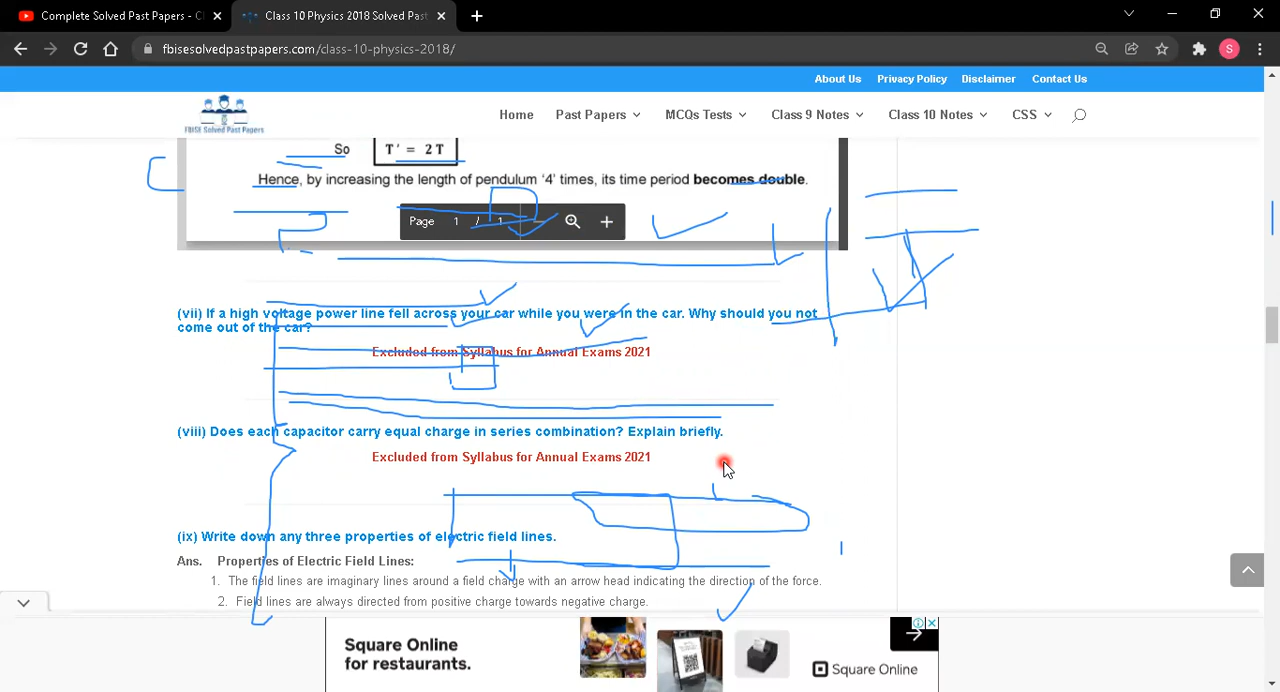 Complete Solved Past Papers - Cl
Class 10 Physics 2018 Solved Past
fbisesolvedpastpapers.com/class-10-physics-2018/
S
About Us Privacy Policy Disclaimer Contact Us
FBISE Solved Past Papers
Home Past Papers MCQs Tests Class 9 Notes Class 10 Notes CSS
So T' = 2 T
Hence, by increasing the length of pendulum '4' times, its time period becomes double.
Page 1 / 1
(vii) If a high voltage power line fell across your car while you were in the car. Why should you not
come out of the car?
Excluded from Syllabus for Annual Exams 2021
(viii) Does each capacitor carry equal charge in series combination? Explain briefly.
Excluded from Syllabus for Annual Exams 2021
(ix) Write down any three properties of electric field lines.
Ans. Properties of Electric Field Lines:
1. The field lines are imaginary lines around a field charge with an arrow head indicating the direction of the force.
2. Field lines are always directed from positive charge towards negative charge.
Square Online
for restaurants.
Square Online